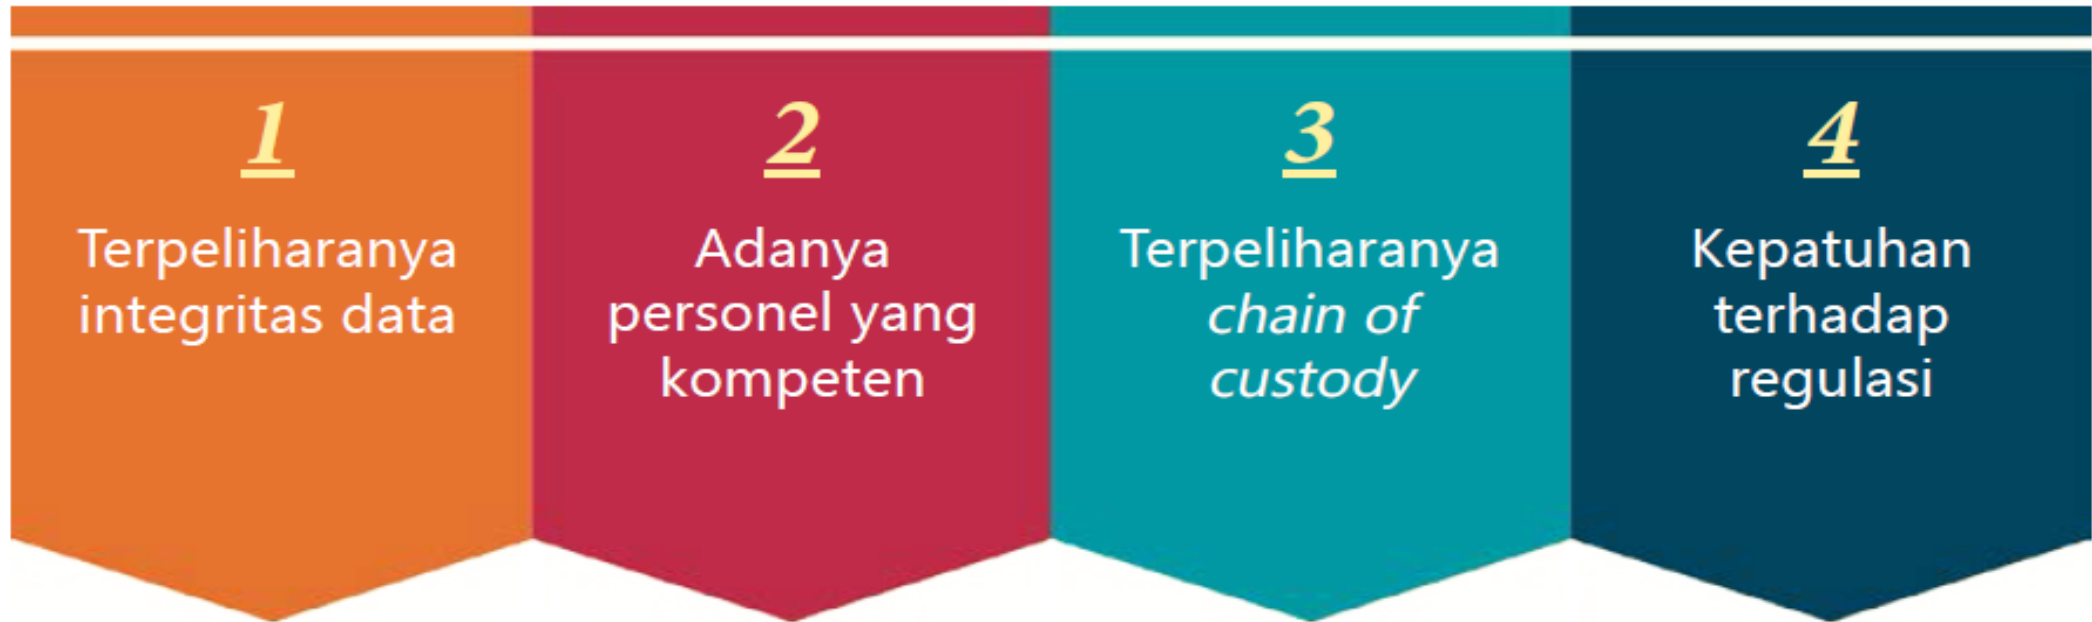 1
Terpeliharanya
integritas data
2
Adanya
personel yang
kompeten
3
Terpeliharanya
chain of
custody
4
Kepatuhan
terhadap
regulasi